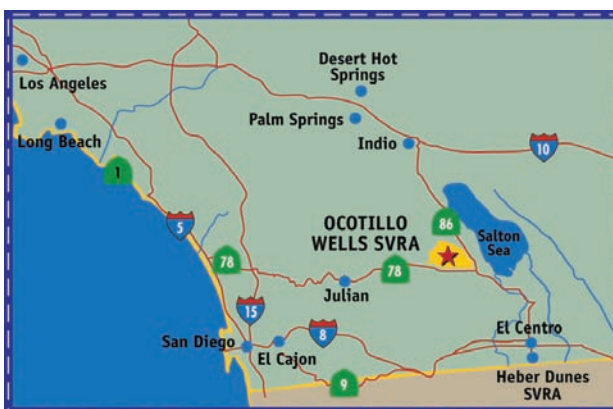 Los Angeles
Desert Hot
Springs
Palm Springs
Long Beach
Indio
10
1
5
OCOTILLO
WELLS SVRA
86
Salton
Sea
78
78
Julian
15
8
San Diego
El Cajon
El Centro
9
Heber Dunes
SVRA